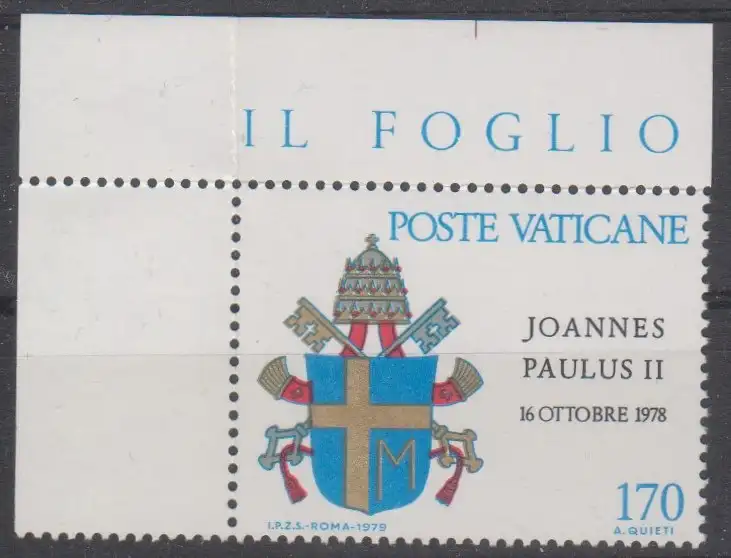 IL FOGLIO
POSTE VATICANE
JOANNES
PAULUS II
16 OTTOBRE 1978
M
170
I.P.Z.S.-ROMA-1979
A. QUIETI